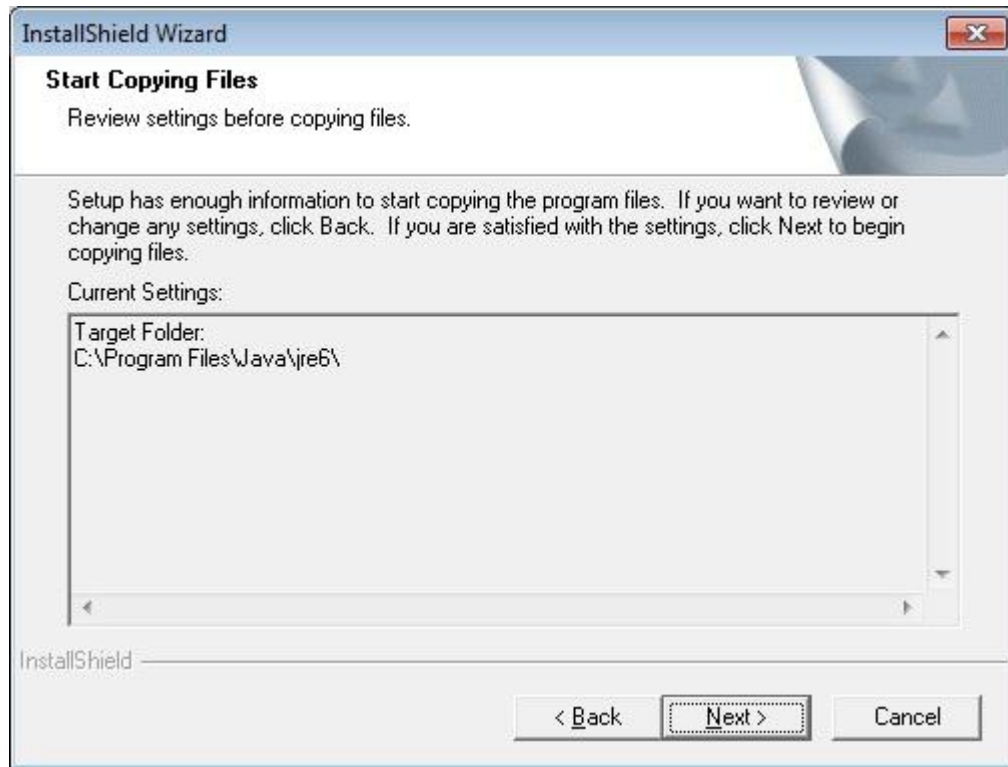 InstallShield Wizard
Start Copying Files
Review settings before copying files.
Setup has enough information to start copying the program files. If you want to review or
change any settings, click Back. If you are satisfied with the settings, click Next to begin
copying files.
Current Settings:
Target Folder:
C:\Program Files\Java\jre6\
InstallShield
< Back Next > Cancel